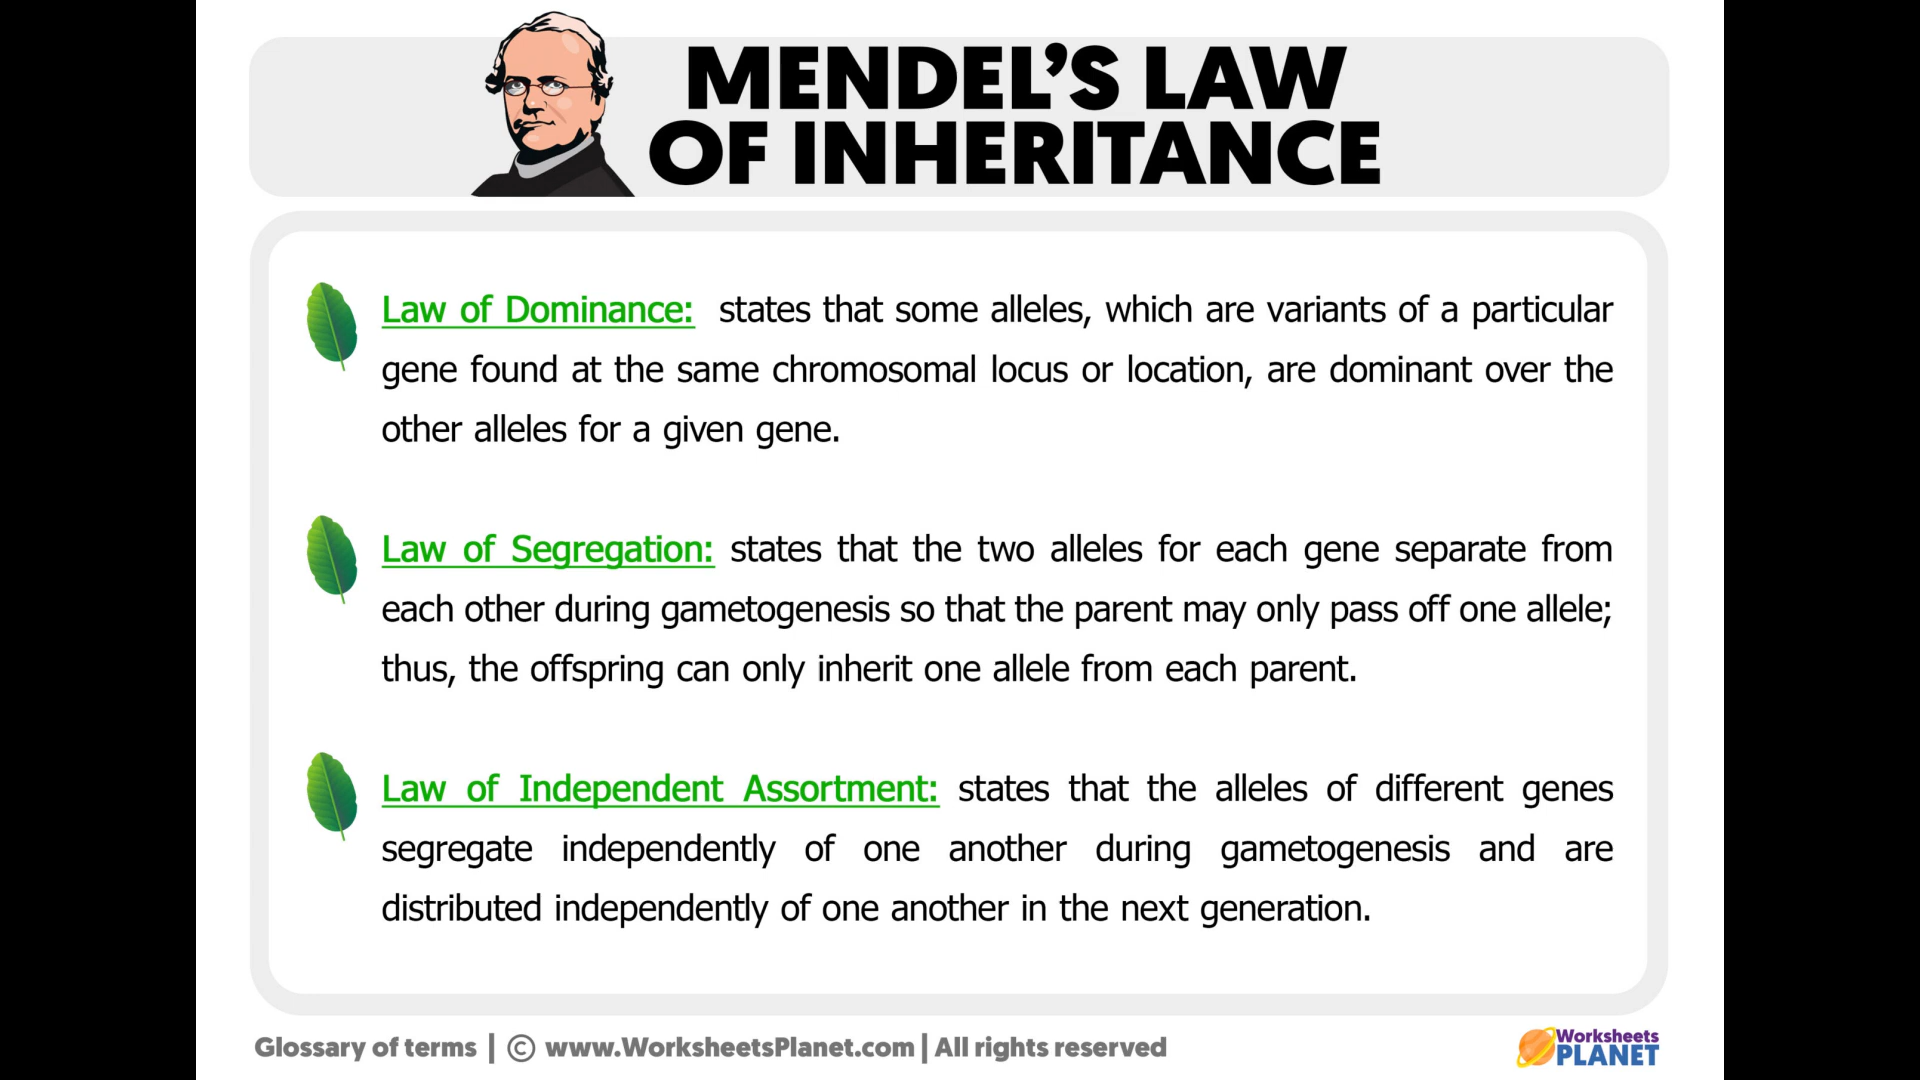 MENDEL'S LAW
OF INHERITANCE
Law of Dominance: states that some alleles, which are variants of a particular
gene found at the same chromosomal locus or location, are dominant over the
other alleles for a given gene.
Law of Segregation: states that the two alleles for each gene separate from
each other during gametogenesis so that the parent may only pass off one allele;
thus, the offspring can only inherit one allele from each parent.
Law of Independent Assortment: states that the alleles of different genes
segregate independently of one another during gametogenesis and are
distributed independently of one another in the next generation.
Glossary of terms | © www.WorksheetsPlanet.com | All rights reserved
Worksheets
PLANET